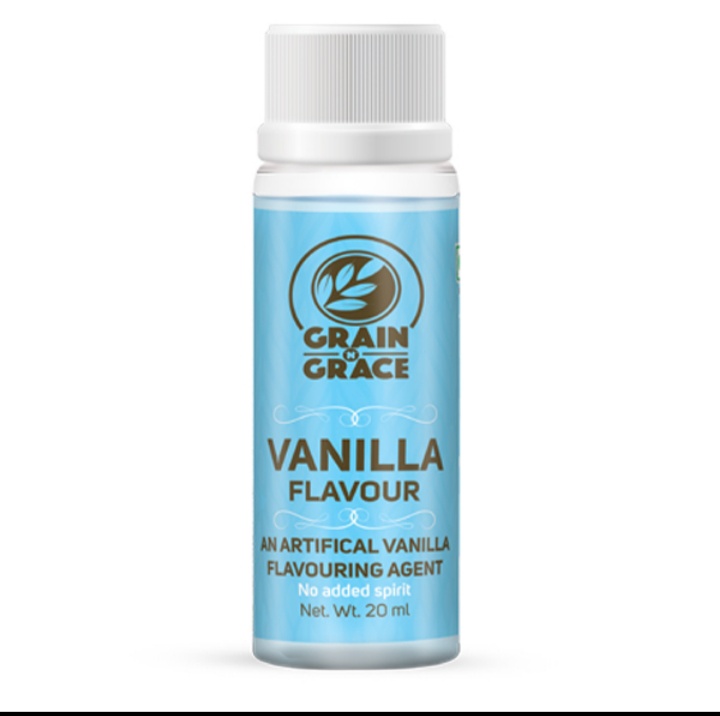 GRAIN
N
GRACE
VANILLA
FLAVOUR
AN ARTIFICAL VANILLA
FLAVOURING AGENT
No added spirit
Net. Wt. 20 ml